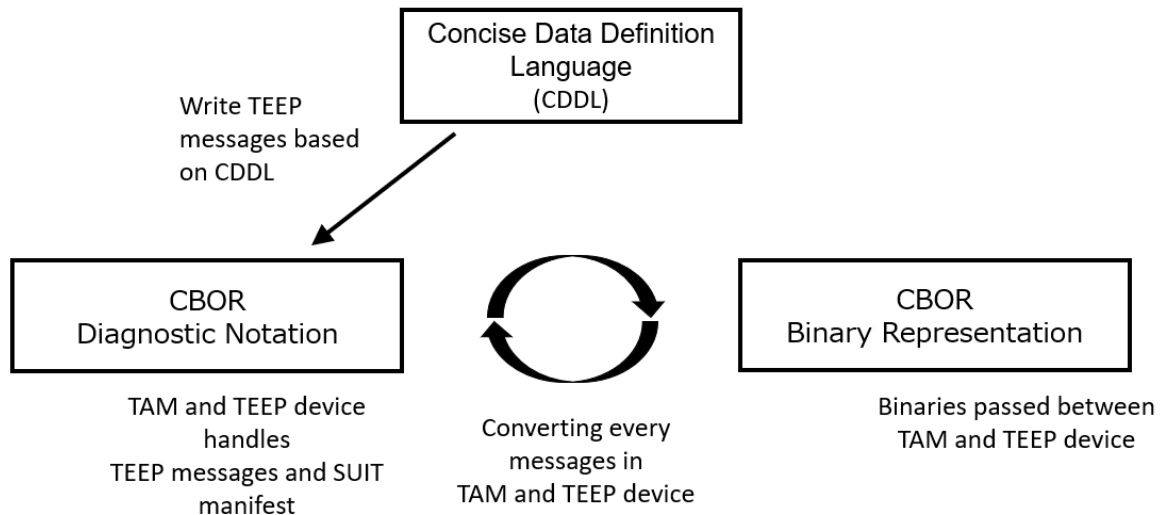 Concise Data Definition
Language
(CDDL)
Write TEEP
messages based
on CDDL
CBOR
Diagnostic Notation
CBOR
Binary Representation
TAM and TEEP device
handles
TEEP messages and SUIT
manifest
Converting every
messages in
TAM and TEEP device
Binaries passed between
TAM and TEEP device